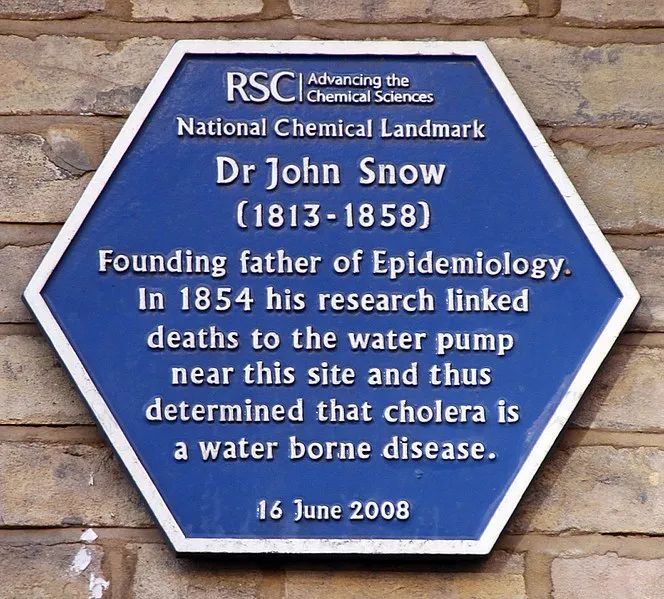 RSC | Advancing the
Chemical Sciences
National Chemical Landmark
Dr John Snow
(1813-1858)
Founding father of Epidemiology.
In 1854 his research linked
deaths to the water pump
near this site and thus
determined that cholera is
a water borne disease.
16 June 2008